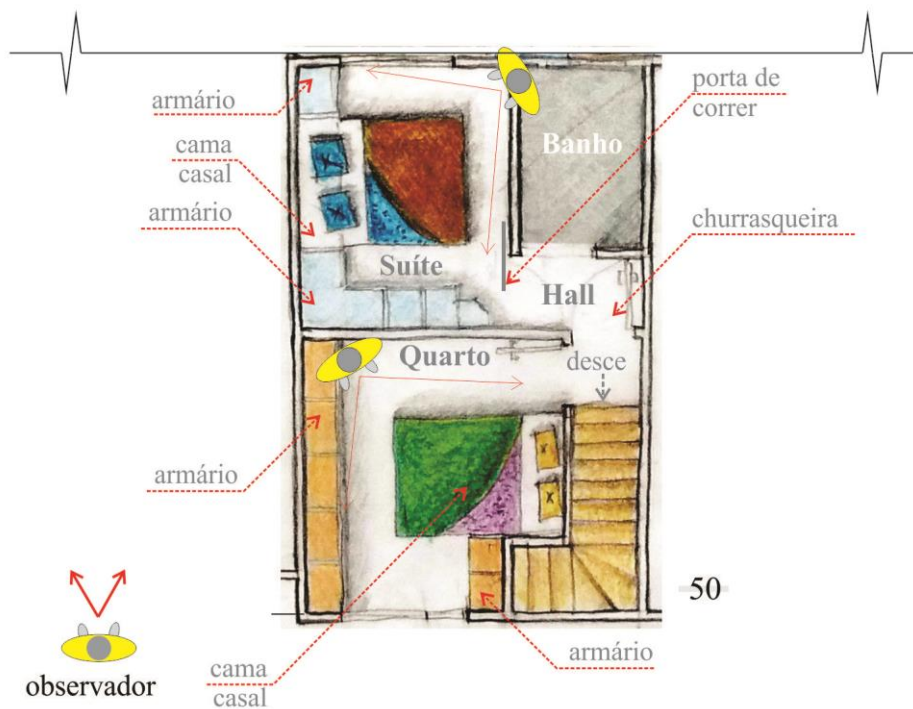 armário
porta de
correr
Banho
cama
casal
armário
churrasqueira
Suíte
Hall
Quarto
desce
armário
-50
observador
armário
cama
casal